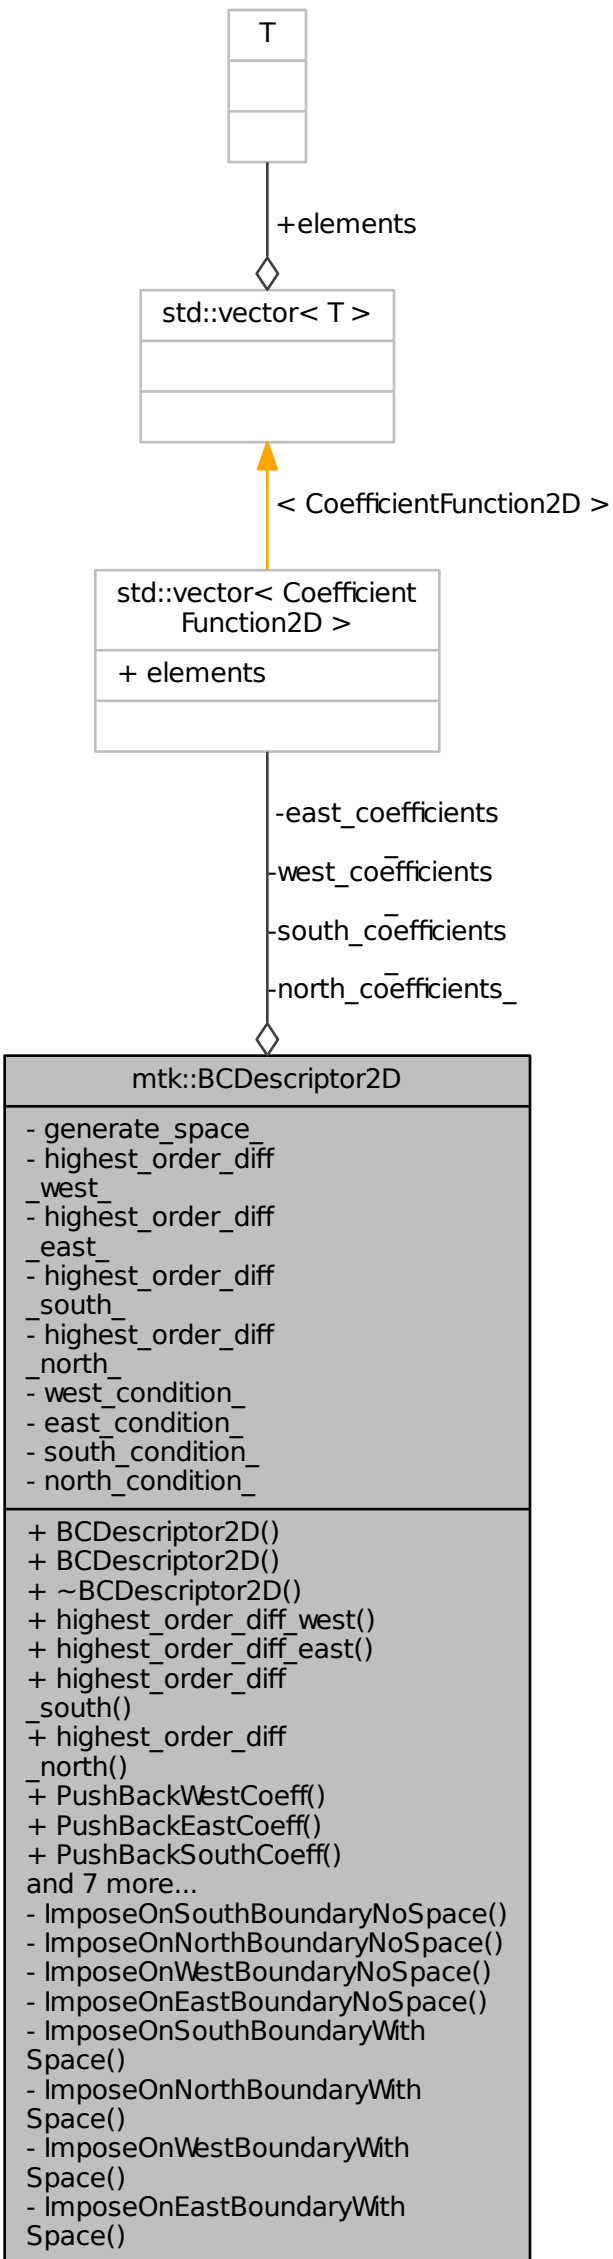 T
+elements
std::vector< T >
< CoefficientFunction2D >
std::vector< Coefficient
Function2D >
+ elements
-east_coefficients
_
-west_coefficients
_
-south_coefficients
_
-north_coefficients_
mtk::BCDescriptor2D
- generate_space_
- highest_order_diff
_west_
- highest_order_diff
_east_
- highest_order_diff
_south_
- highest_order_diff
_north_
- west_condition_
- east_condition_
- south_condition_
- north_condition_
+ BCDescriptor2D()
+ BCDescriptor2D()
+ ~BCDescriptor2D()
+ highest_order_diff_west()
+ highest_order_diff_east()
+ highest_order_diff
_south()
+ highest_order_diff
_north()
+ PushBackWestCoeff()
+ PushBackEastCoeff()
+ PushBackSouthCoeff()
and 7 more...
- ImposeOnSouthBoundaryNoSpace()
- ImposeOnNorthBoundaryNoSpace()
- ImposeOnWestBoundaryNoSpace()
- ImposeOnEastBoundaryNoSpace()
- ImposeOnSouthBoundaryWith
Space()
- ImposeOnNorthBoundaryWith
Space()
- ImposeOnWestBoundaryWith
Space()
- ImposeOnEastBoundaryWith
Space()